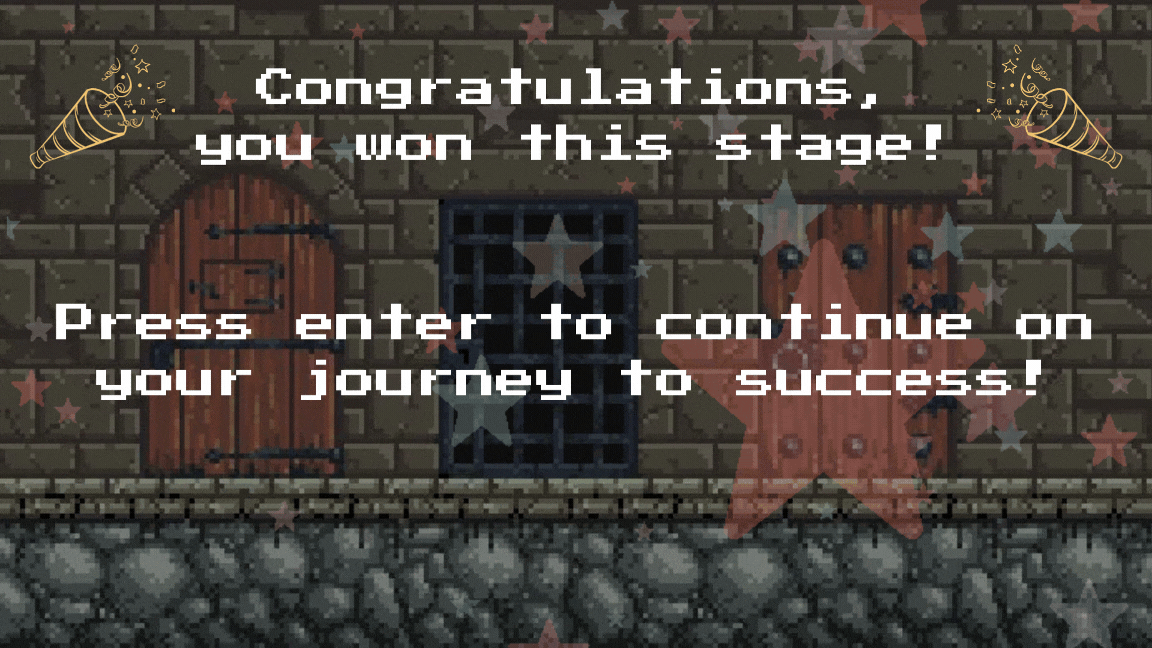 Congratulations,
you won this stage!
Press enter to continue on
your journey to success!